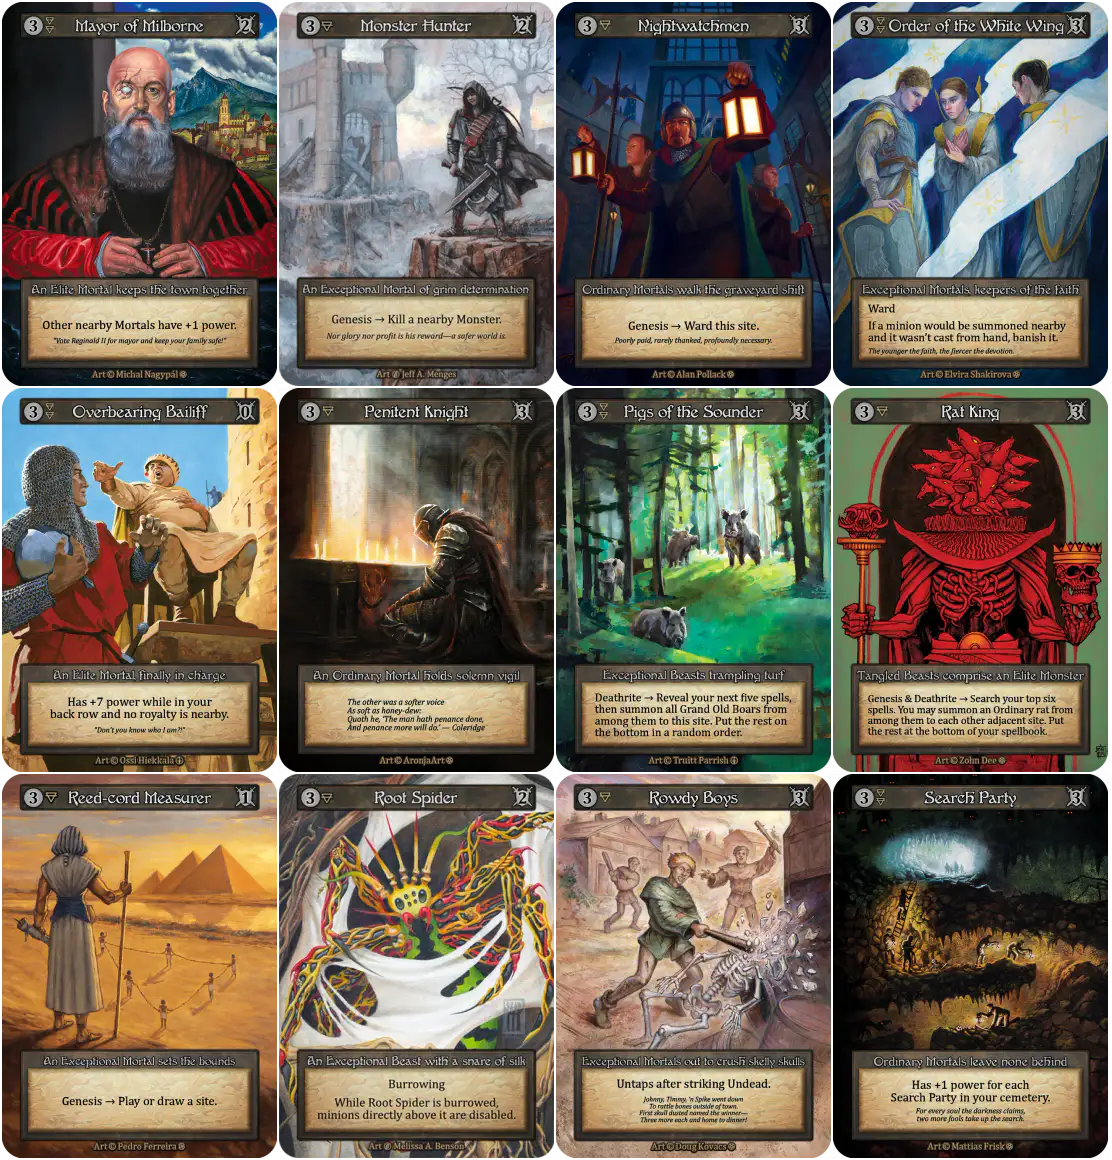 3 Mayor of Milborne 2
An Elite Mortal keeps the town together
Other nearby Mortals have +1 power.
"Vote Reginald II for mayor and keep your family safe!"
Art © Michal Nagypál
3 Monster Hunter 2
An Exceptional Mortal of grim determination
Genesis → Kill a nearby Monster.
Nor glory nor profit is his reward—a safer world is.
Art Jeff A. Menges
3 Nightwatchmen 3
Ordinary Mortals walk the graveyard shift
Genesis → Ward this site.
Poorly paid, rarely thanked, profoundly necessary.
Art © Alan Pollack
3 Order of the White Wing 3
Exceptional Mortals, keepers of the faith
Ward
If a minion would be summoned nearby
and it wasn't cast from hand, banish it.
The younger the faith, the fiercer the devotion.
Art © Elvira Shakirova
3 Overbearing Bailiff 0
An Elite Mortal finally in charge
Has +7 power while in your
back row and no royalty is nearby.
"Don't you know who I am?!"
Art © Ossi Hiekkala
3 Penitent Knight 3
An Ordinary Mortal holds solemn vigil
The other was a softer voice
As soft as honey-dew:
Quoth he, 'The man hath penance done,
And penance more will do.' — Coleridge
Art © AronjaArt
3 Pigs of the Sounder 3
Exceptional Beasts trampling turf
Deathrite → Reveal your next five spells,
then summon all Grand Old Boars from
among them to this site. Put the rest on
the bottom in a random order.
Art © Truitt Parrish
3 Rat King 3
Tangled Beasts comprise an Elite Monster
Genesis & Deathrite → Search your top six
spells. You may summon an Ordinary rat from
among them to each other adjacent site. Put
the rest at the bottom of your spellbook.
Art © Zohn Dee
3 Reed-cord Measurer 1
An Exceptional Mortal sets the bounds
Genesis → Play or draw a site.
Art © Pedro Ferreira
3 Root Spider 2
An Exceptional Beast with a snare of silk
Burrowing
While Root Spider is burrowed,
minions directly above it are disabled.
Art Melissa A. Benson
3 Rowdy Boys 3
Exceptional Mortals out to crush skelly skulls
Untaps after striking Undead.
Johnny, Timmy, 'n Spike went down
To rattle bones outside of town.
First skull dusted named the winner—
Three more each and home to dinner!
Art © Doug Kovacs
3 Search Party 3
Ordinary Mortals leave none behind
Has +1 power for each
Search Party in your cemetery.
For every soul the darkness claims,
two more fools take up the search.
Art © Mattias Frisk